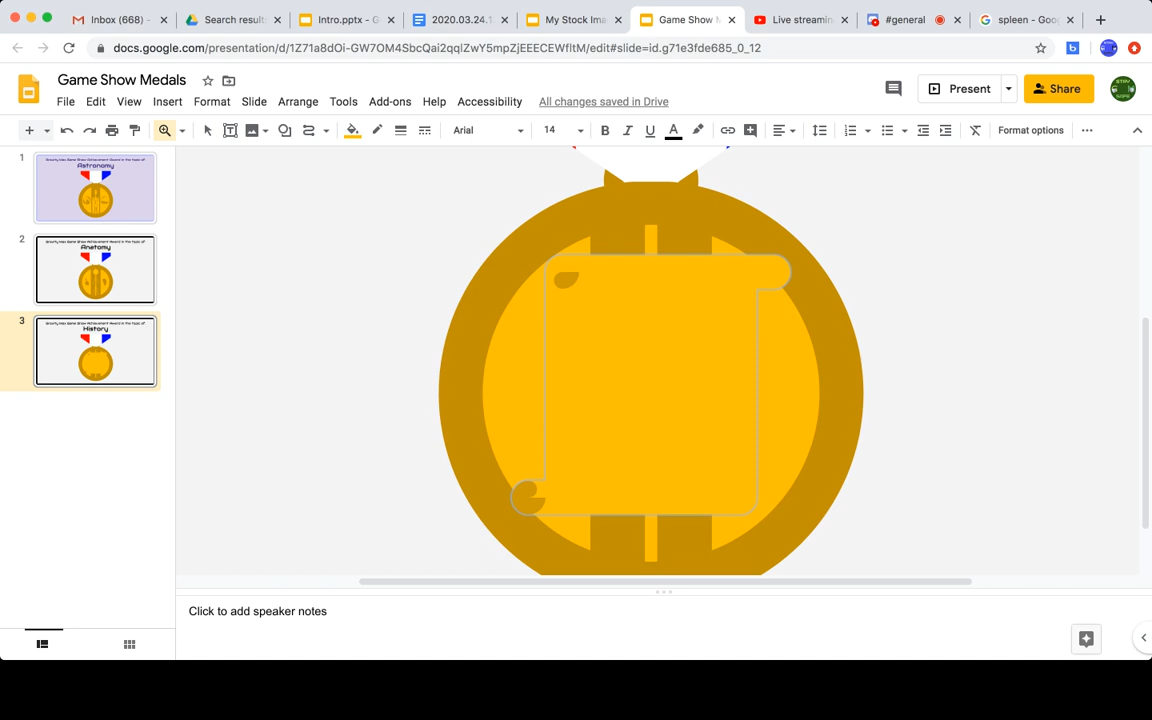 Inbox (668) -
Search result
Intro.pptx - G
2020.03.24.1
My Stock Ima
Game Show M
Live streamin
#general
spleen - Goo
docs.google.com/presentation/d/1Z71a8dOi-GW7OM4SbcQai2qqlZwY5mpZjEEECEWfltM/edit#slide=id.g71e3fde685_0_12
Game Show Medals
File Edit View Insert Format Slide Arrange Tools Add-ons Help Accessibility All changes saved in Drive
Present
Share
Arial
14
B I U A
Format options
1
Astronomy
2
Anatomy
3
History
Click to add speaker notes